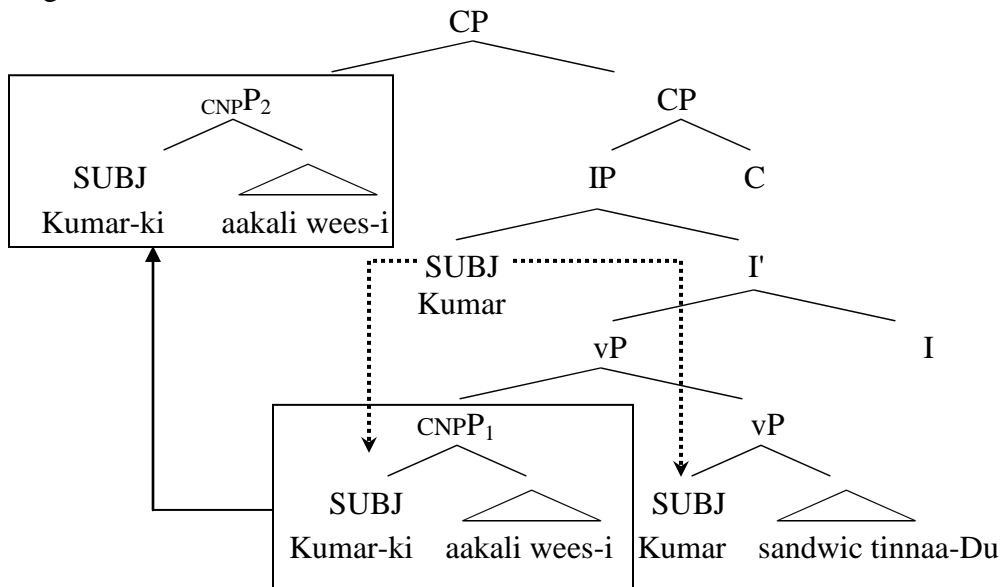 CP
CNPP2 CP
SUBJ IP C
Kumar-ki aakali wees-i
SUBJ I'
Kumar
vP I
CNPP1 vP
SUBJ SUBJ
Kumar-ki aakali wees-i Kumar sandwic tinnaa-Du